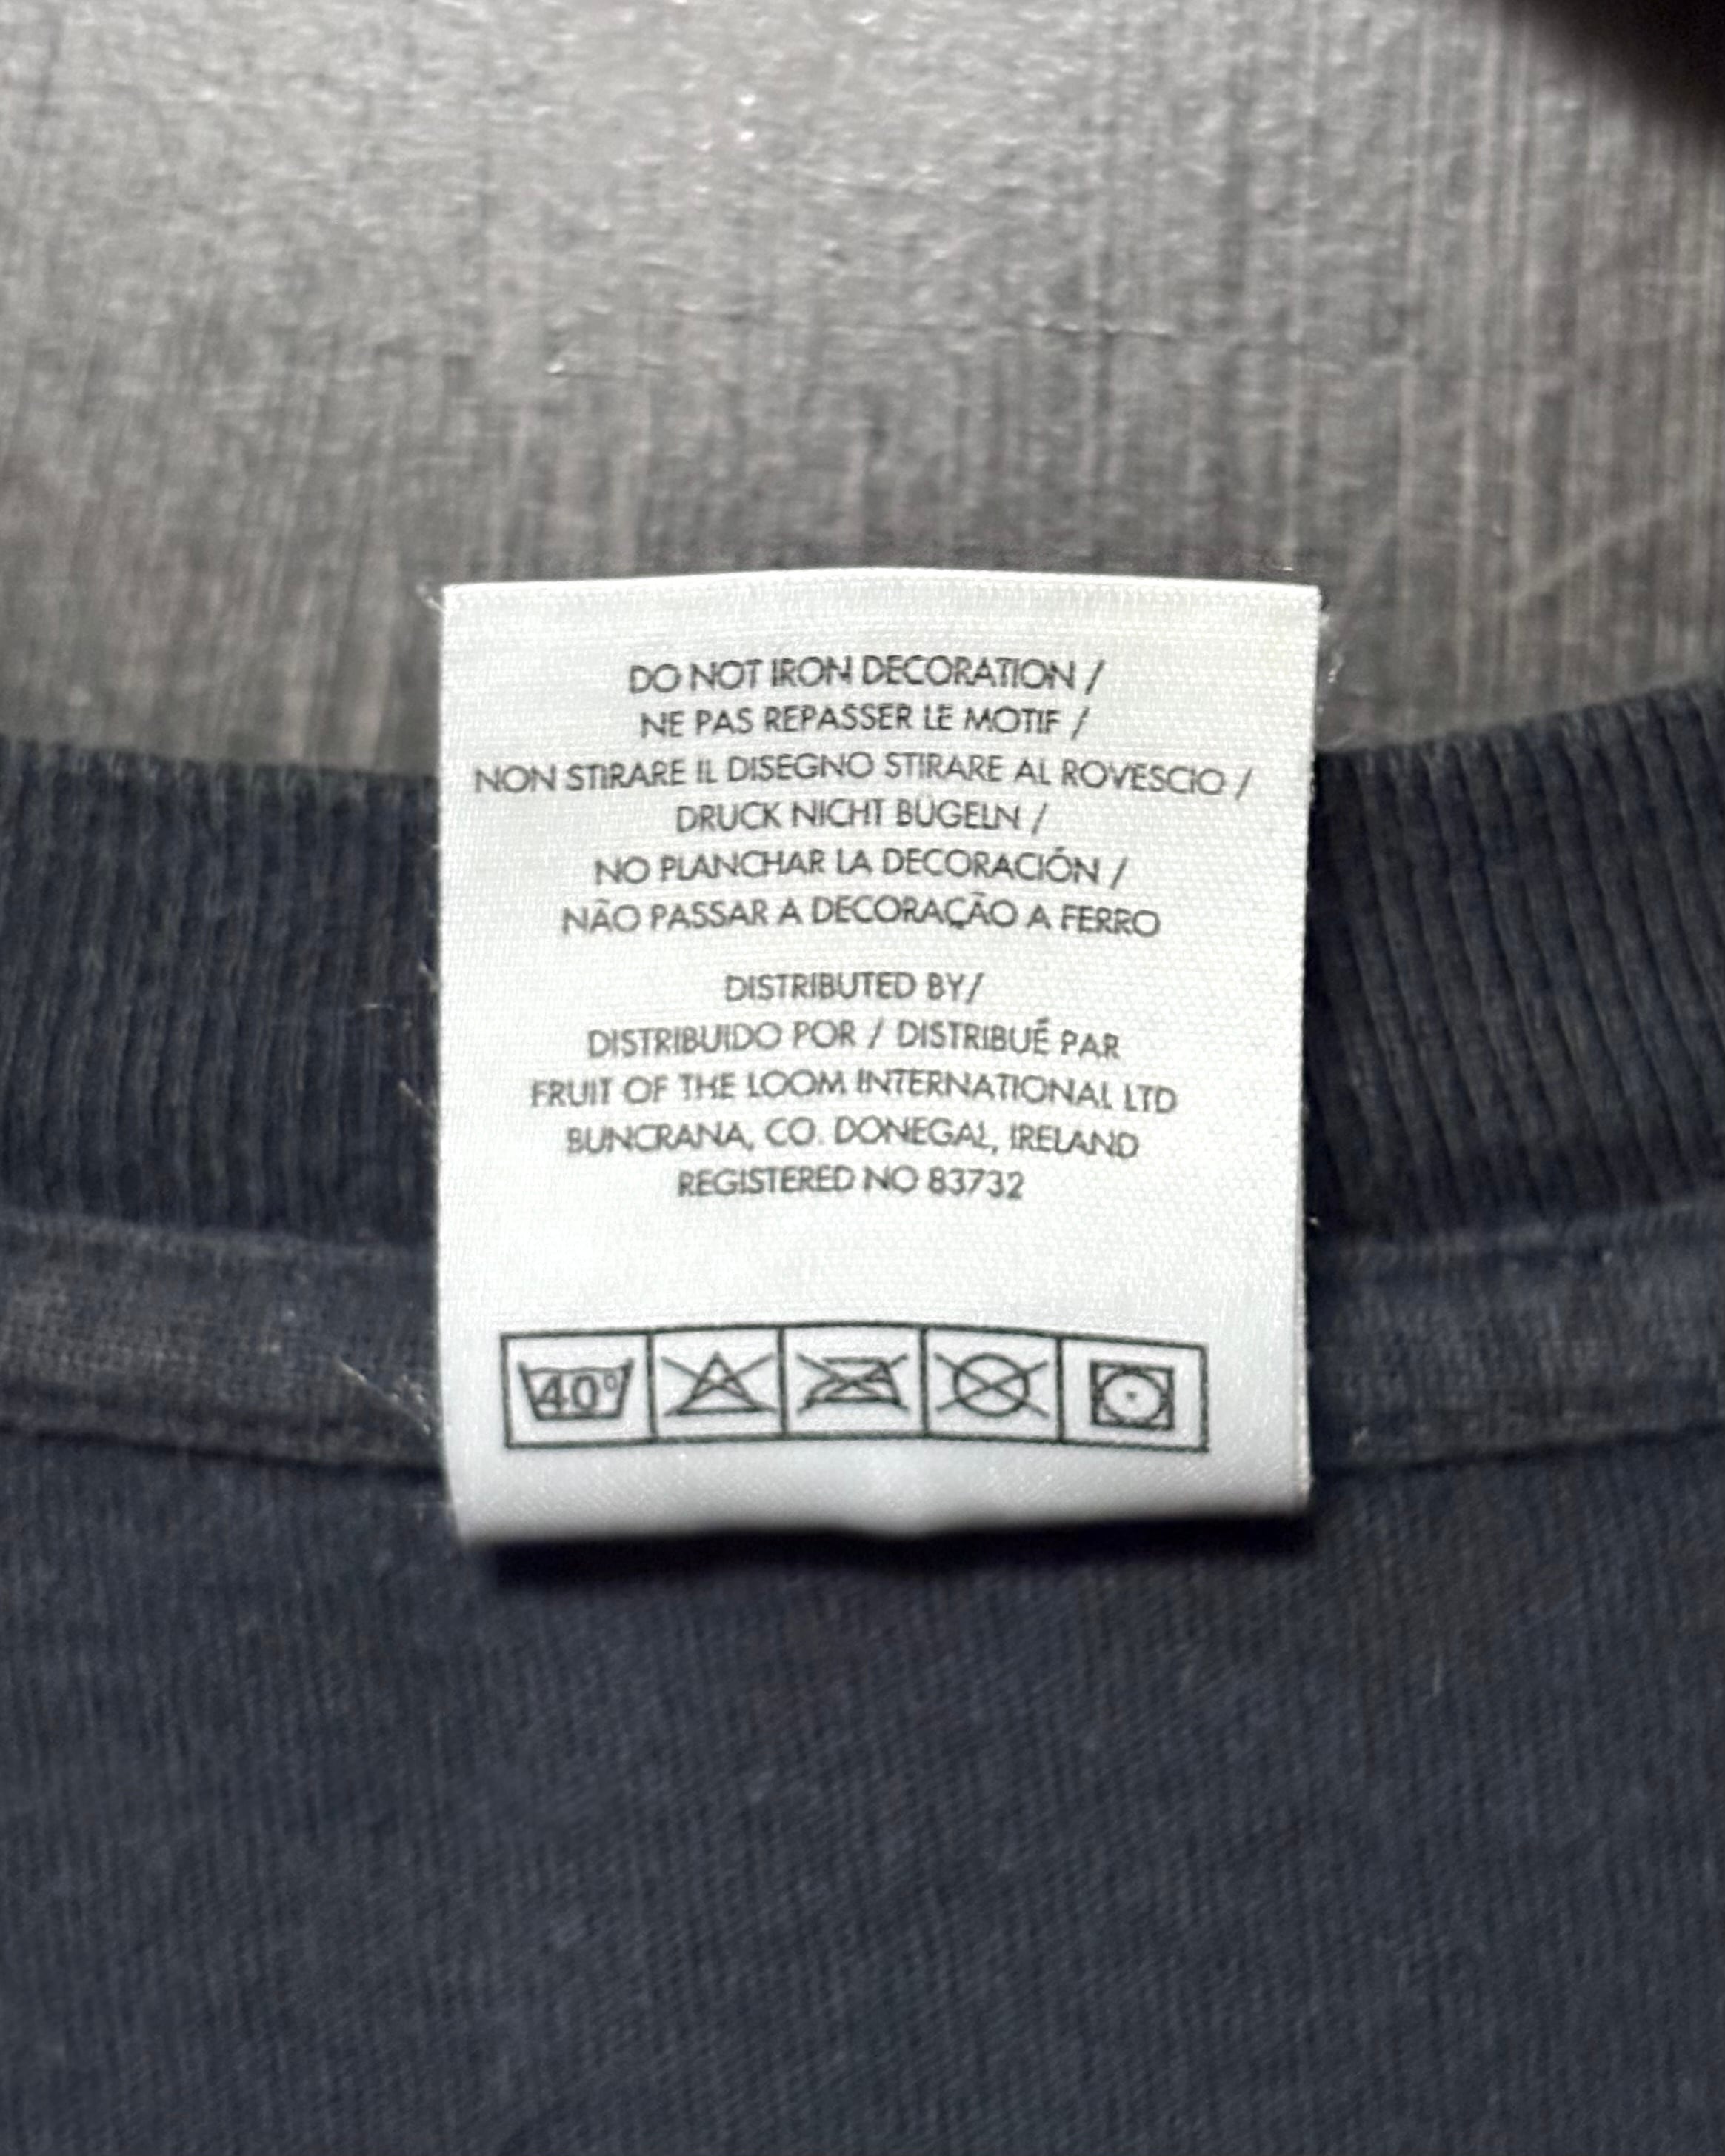 DO NOT IRON DECORATION /
NE PAS REPASSER LE MOTIF /
NON STIRARE IL DISEGNO STIRARE AL ROVESCIO /
DRUCK NICHT BÜGELN /
NO PLANCHAR LA DECORACIÓN /
NÃO PASSAR A DECORAÇÃO A FERRO
DISTRIBUTED BY/
DISTRIBUIDO POR / DISTRIBUÉ PAR
FRUIT OF THE LOOM INTERNATIONAL LTD
BUNCRANA, CO. DONEGAL, IRELAND
REGISTERED NO 83732
40°